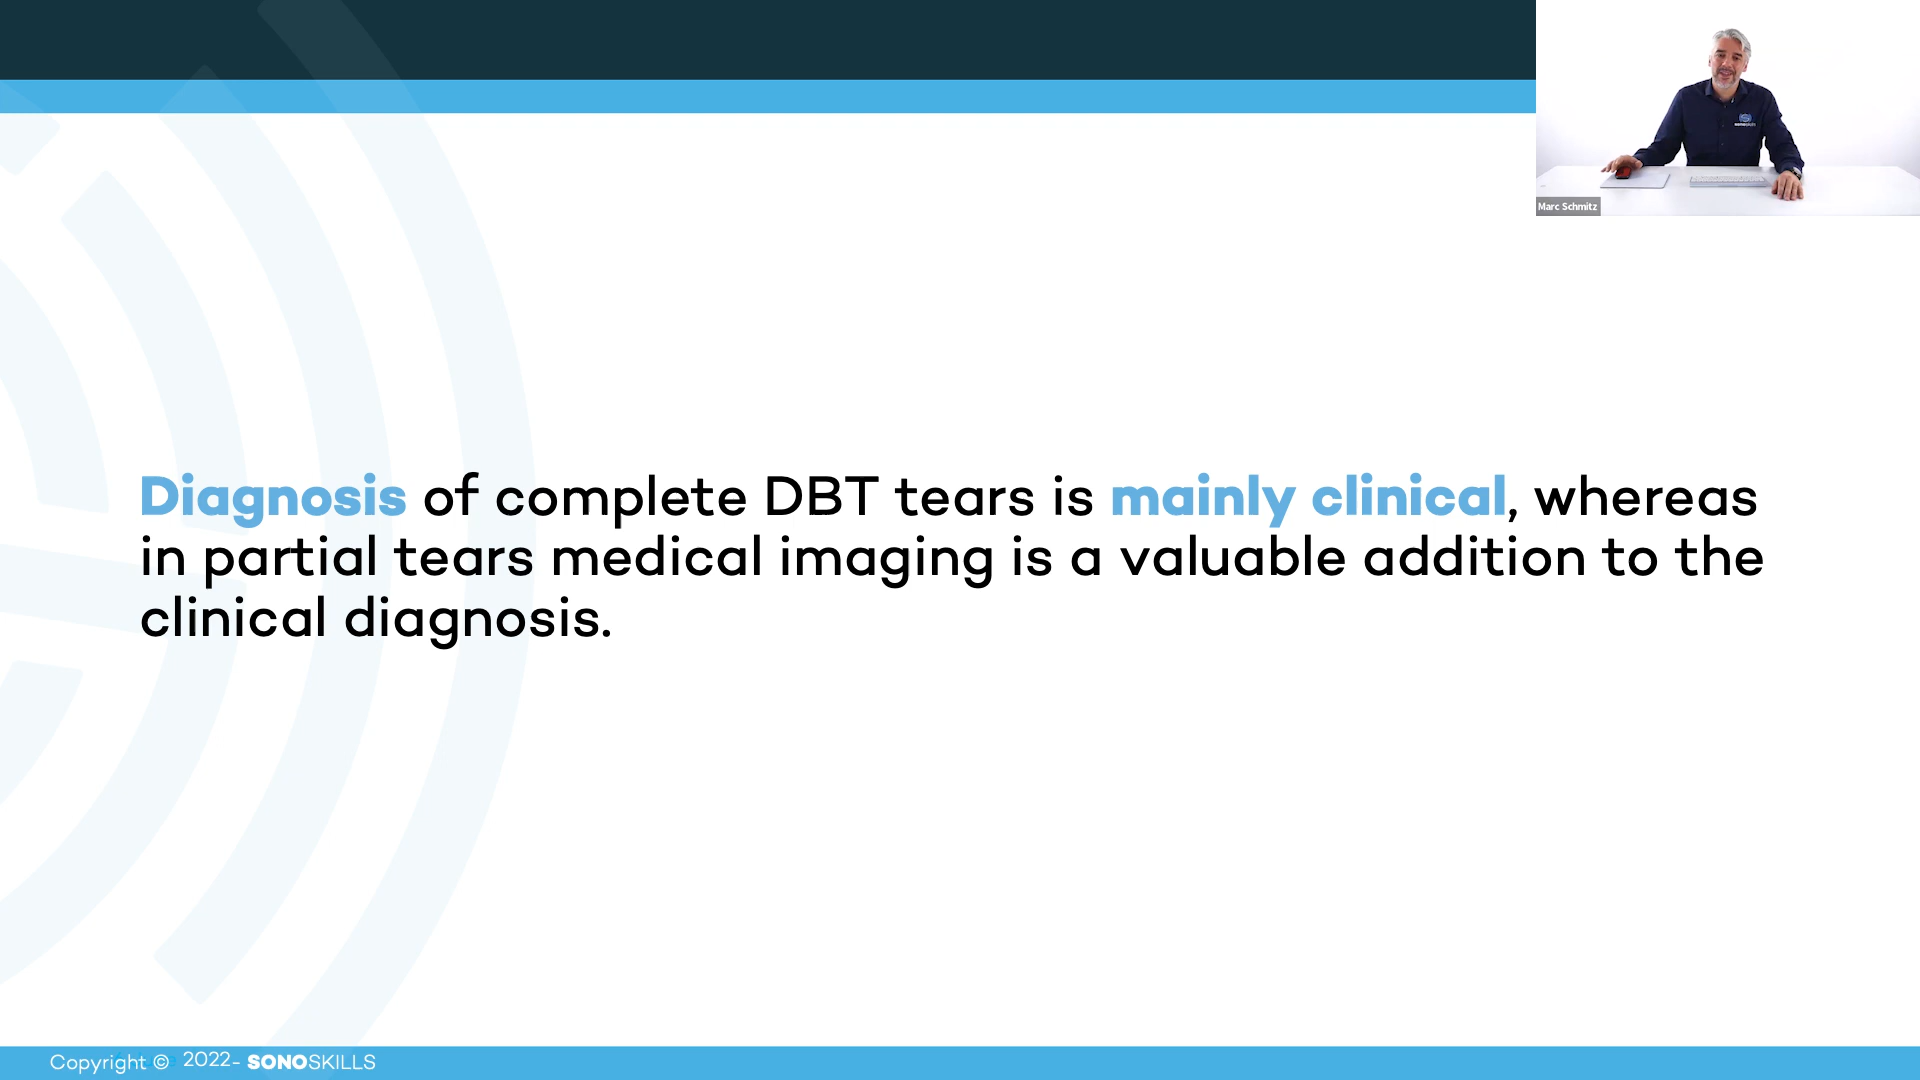 Marc Schmitz
Diagnosis of complete DBT tears is mainly clinical, whereas
in partial tears medical imaging is a valuable addition to the
clinical diagnosis.
Copyright © 2022- SONOSKILLS